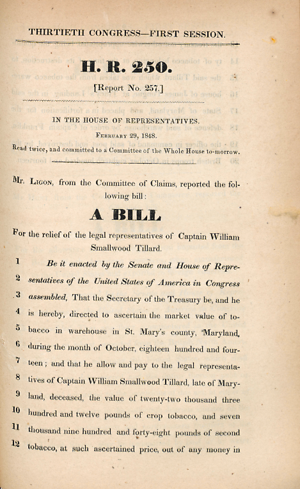 THIRTIETH CONGRESS—FIRST SESSION.
H. R. 250.
[Report No. 257.]
IN THE HOUSE OF REPRESENTATIVES.
FEBRUARY 29, 1848.
Read twice, and committed to a Committee of the Whole House to-morrow.
Mr. LIGON, from the Committee of Claims, reported the fol-
lowing bill:
A BILL
For the relief of the legal representatives of Captain William
Smallwood Tillard.
1 Be it enacted by the Senate and House of Repre-
2 sentatives of the United States of America in Congress
3 assembled, That the Secretary of the Treasury be, and he
4 is hereby, directed to ascertain the market value of to-
5 bacco in warehouse in St. Mary's county, Maryland,
6 during the month of October, eighteen hundred and four-
7 teen; and that he allow and pay to the legal representa-
8 tives of Captain William Smallwood Tillard, late of Mary-
9 land, deceased, the value of twenty-two thousand three
10 hundred and twelve pounds of crop tobacco, and seven
11 thousand nine hundred and forty-eight pounds of second
12 tobacco, at such ascertained price, out of any money in